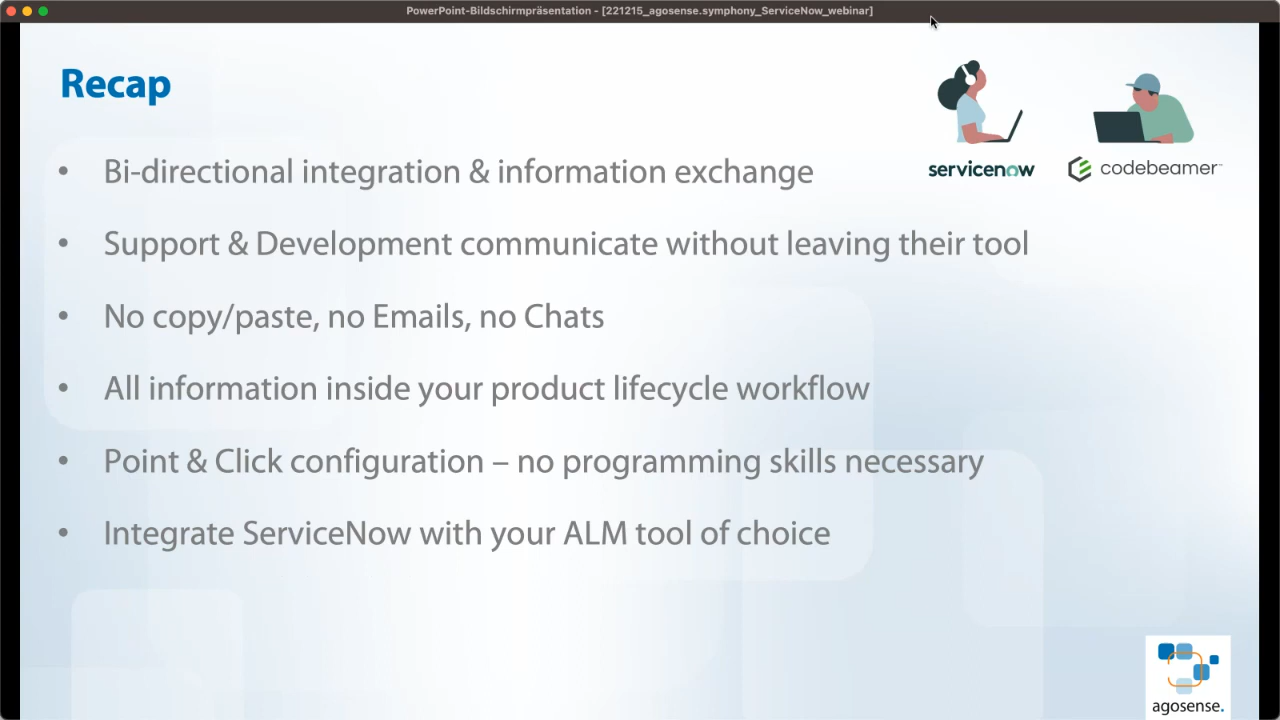 PowerPoint-Bildschirmpräsentation - [221215_agosense.symphony_ServiceNow_webinar]
Recap
servicenow
codebeamer™
• Bi-directional integration & information exchange
• Support & Development communicate without leaving their tool
• No copy/paste, no Emails, no Chats
• All information inside your product lifecycle workflow
• Point & Click configuration – no programming skills necessary
• Integrate ServiceNow with your ALM tool of choice
agosense.